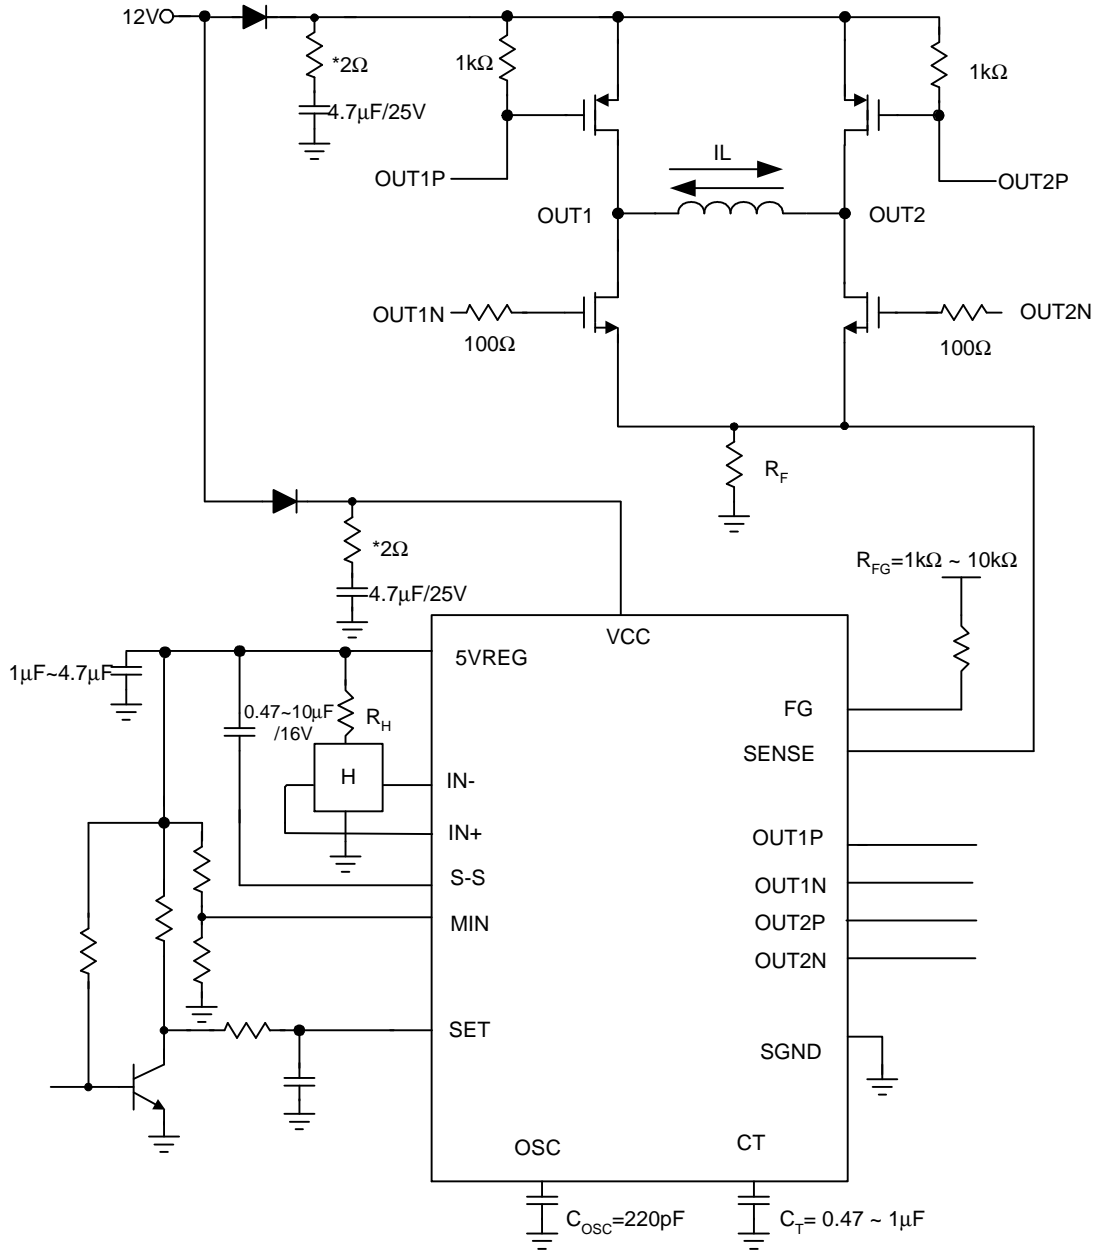 12V
*2Ω
4.7μF/25V
1kΩ
1kΩ
OUT1P
IL
OUT2P
OUT1
OUT2
OUT1N
100Ω
OUT2N
100Ω
RF
*2Ω
4.7μF/25V
RFG=1kΩ ~ 10kΩ
VCC
1μF~4.7μF
5VREG
0.47~10μF
/16V
RH
FG
SENSE
H
IN-
IN+
OUT1P
S-S
OUT1N
MIN
OUT2P
OUT2N
SET
SGND
OSC
CT
COSC=220pF
CT= 0.47 ~ 1μF